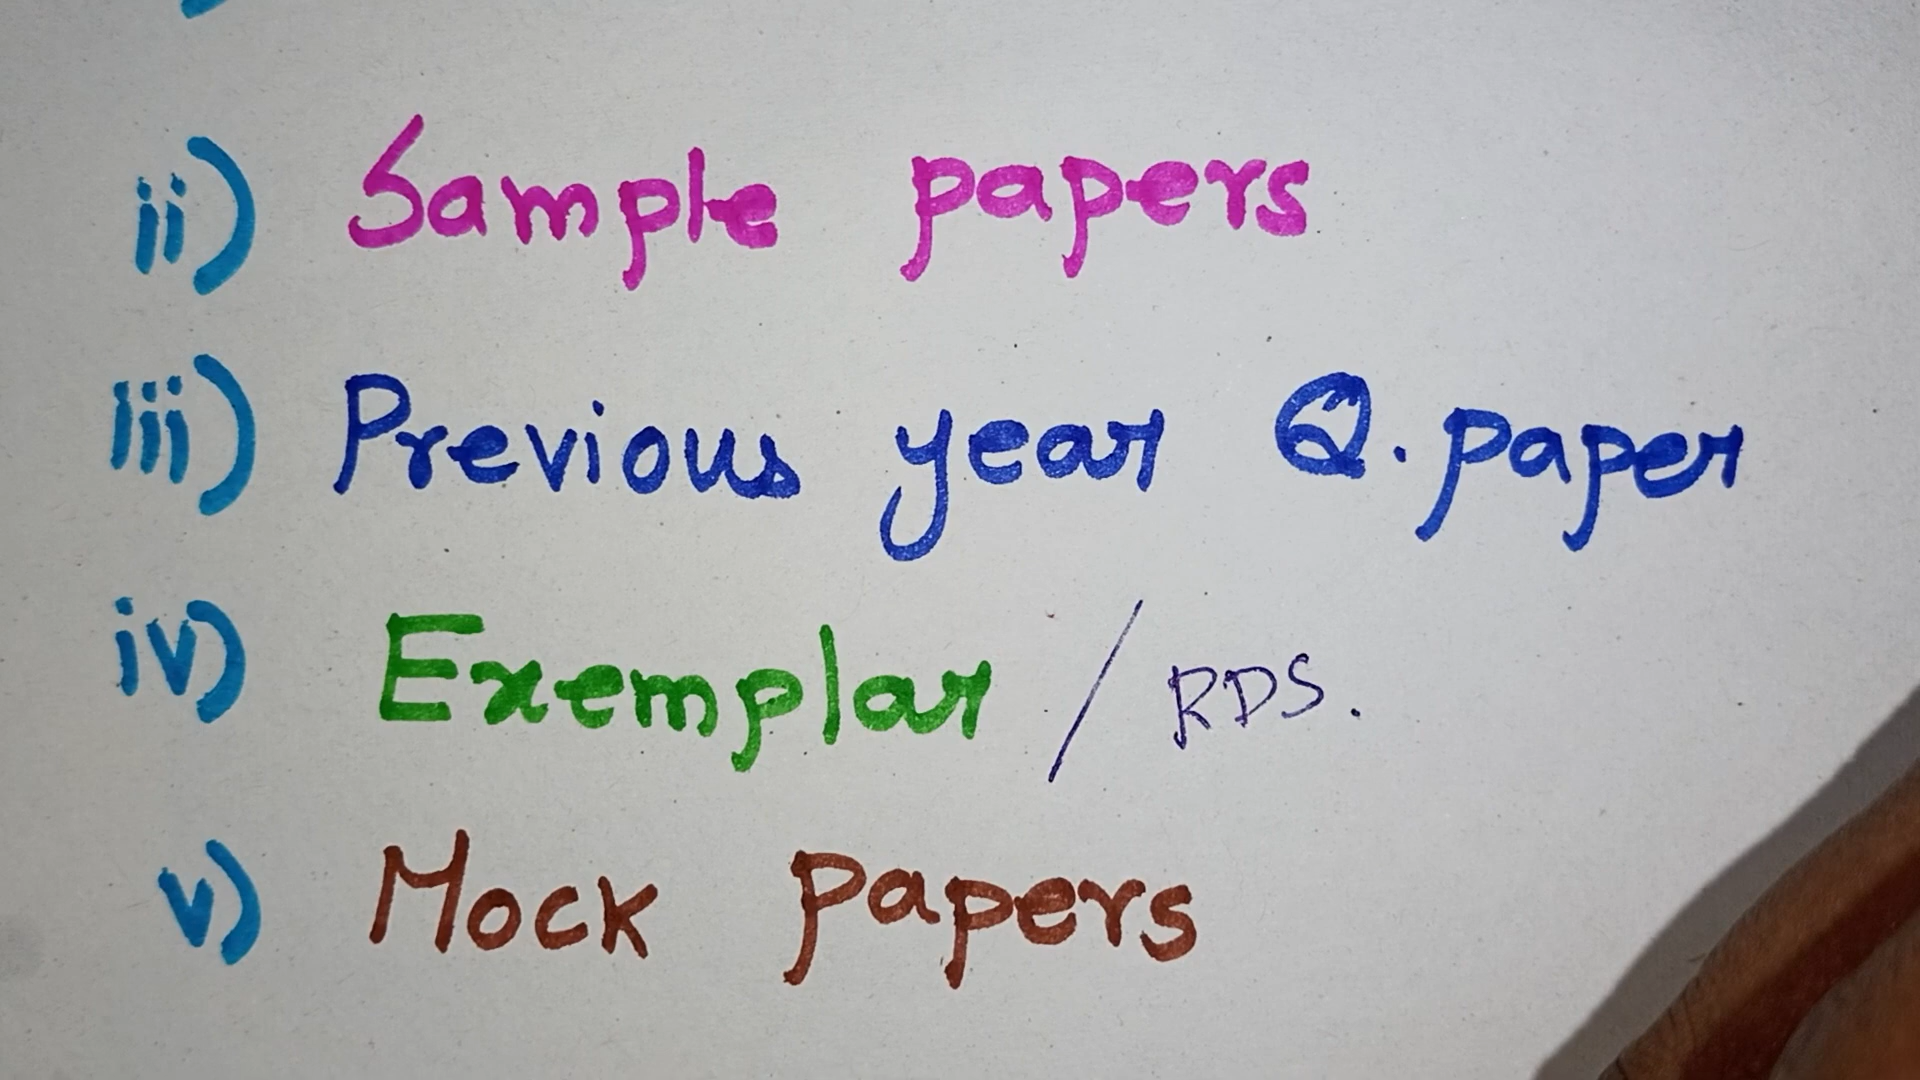 ii) Sample papers
iii) Previous year Q. paper
iv) Exemplar / RDS.
v) Mock papers